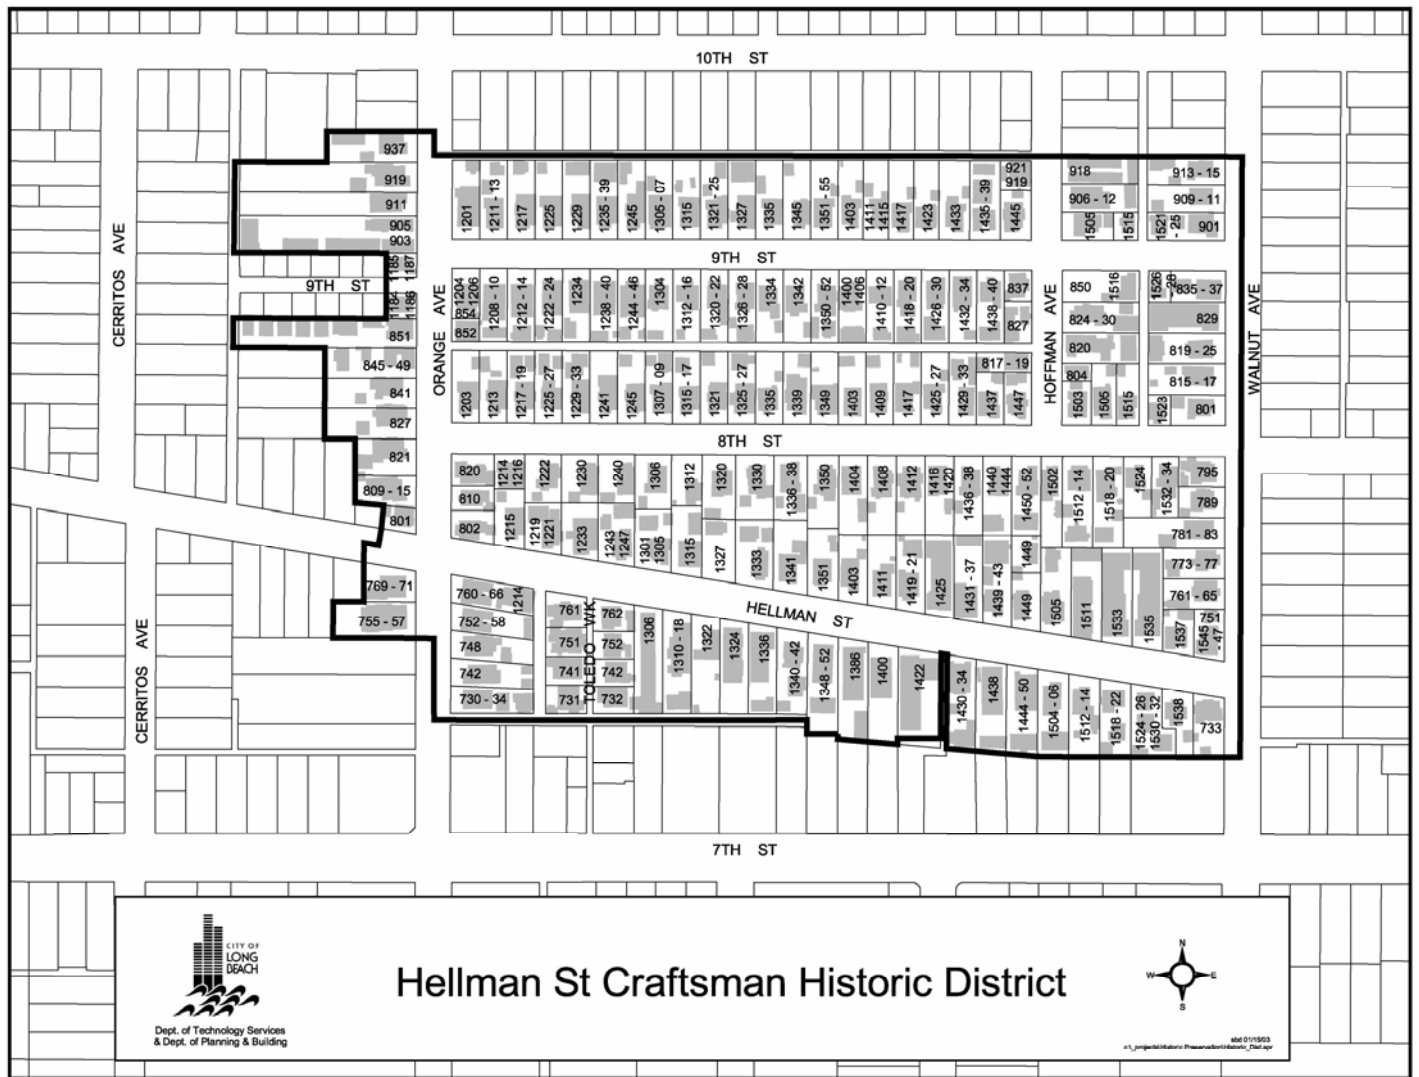 10TH ST
937
919
911
905
903
1185
1187
1184
1186
9TH ST
851
845 - 49
841
827
821
809 - 15
801
769 - 71
755 - 57
CERRITOS AVE
CERRITOS AVE
ORANGE AVE
1201
1211 - 13
1217
1225
1229
1235 - 39
1245
1305 - 07
1315
1321 - 25
1327
1335
1345
1351 - 55
1403
1411
1415
1417
1423
1433
1435 - 39
921
919
1445
918
906 - 12
1505
1515
913 - 15
909 - 11
1521 - 25
901
9TH ST
1204
1206
854
852
1208 - 10
1212 - 14
1222 - 24
1234
1238 - 40
1244 - 46
1304
1312 - 16
1320 - 22
1326 - 28
1334
1342
1350 - 52
1400
1406
1410 - 12
1418 - 20
1426 - 30
1432 - 34
1438 - 40
837
827
HOFFMAN AVE
850
1516
824 - 30
820
804
1503
1505
1515
1526 - 28
835 - 37
829
819 - 25
815 - 17
1523
801
WALNUT AVE
1203
1213
1217 - 19
1225 - 27
1229 - 33
1241
1245
1307 - 09
1315 - 17
1321
1325 - 27
1335
1339
1349
1403
1409
1417
1425 - 27
1429 - 33
817 - 19
1437
1447
8TH ST
820
810
802
1214
1216
1222
1230
1240
1306
1312
1320
1330
1336 - 38
1350
1404
1408
1412
1416
1420
1436 - 38
1440
1444
1450 - 52
1502
1512 - 14
1518 - 20
1524
1532 - 34
795
789
781 - 83
773 - 77
761 - 65
751
1215
1219
1221
1233
1243
1247
1301
1305
1315
1327
1333
1341
1351
1403
1411
1419 - 21
1425
1431 - 37
1439 - 43
1449
1449
1505
1511
1533
1535
1537
1545 - 47
HELLMAN ST
760 - 66
1214
752 - 58
748
742
730 - 34
761
751
741
731
TOLEDO WK
762
752
742
732
1306
1310 - 18
1322
1324
1336
1340 - 42
1348 - 52
1386
1400
1422
1430 - 34
1438
1444 - 50
1504 - 06
1512 - 14
1518 - 22
1524 - 26
1530 - 32
1538
733
7TH ST
CITY OF
LONG
BEACH
Dept. of Technology Services
& Dept. of Planning & Building
Hellman St Craftsman Historic District
N
W
E
S